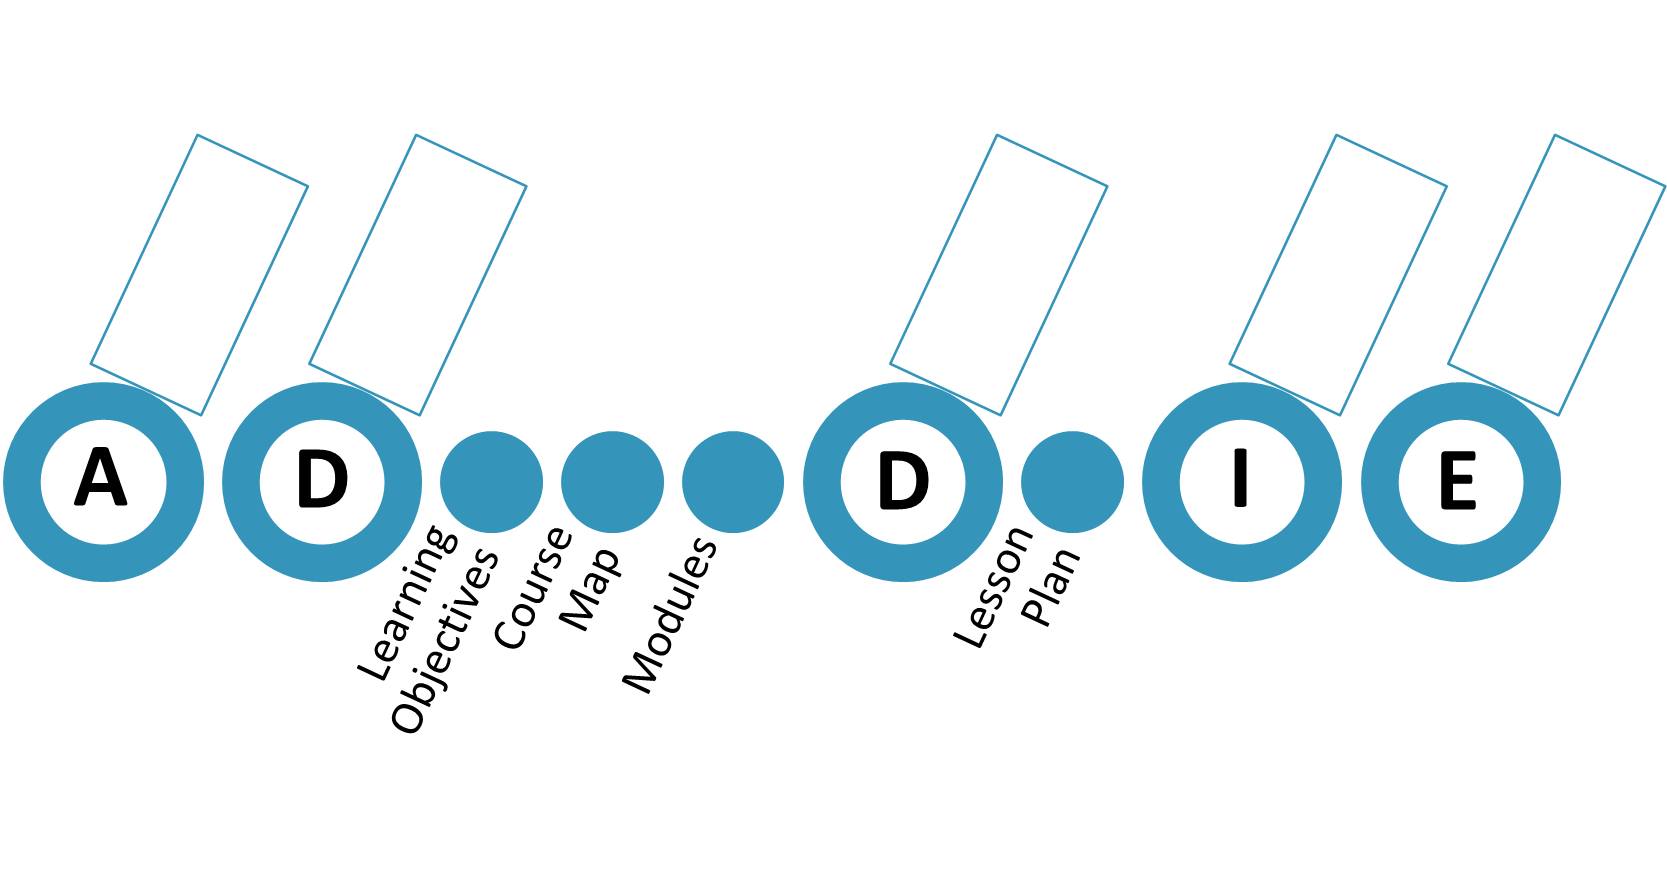 A
D
Learning
Objectives
Course
Map
Modules
D
Lesson
Plan
I
E